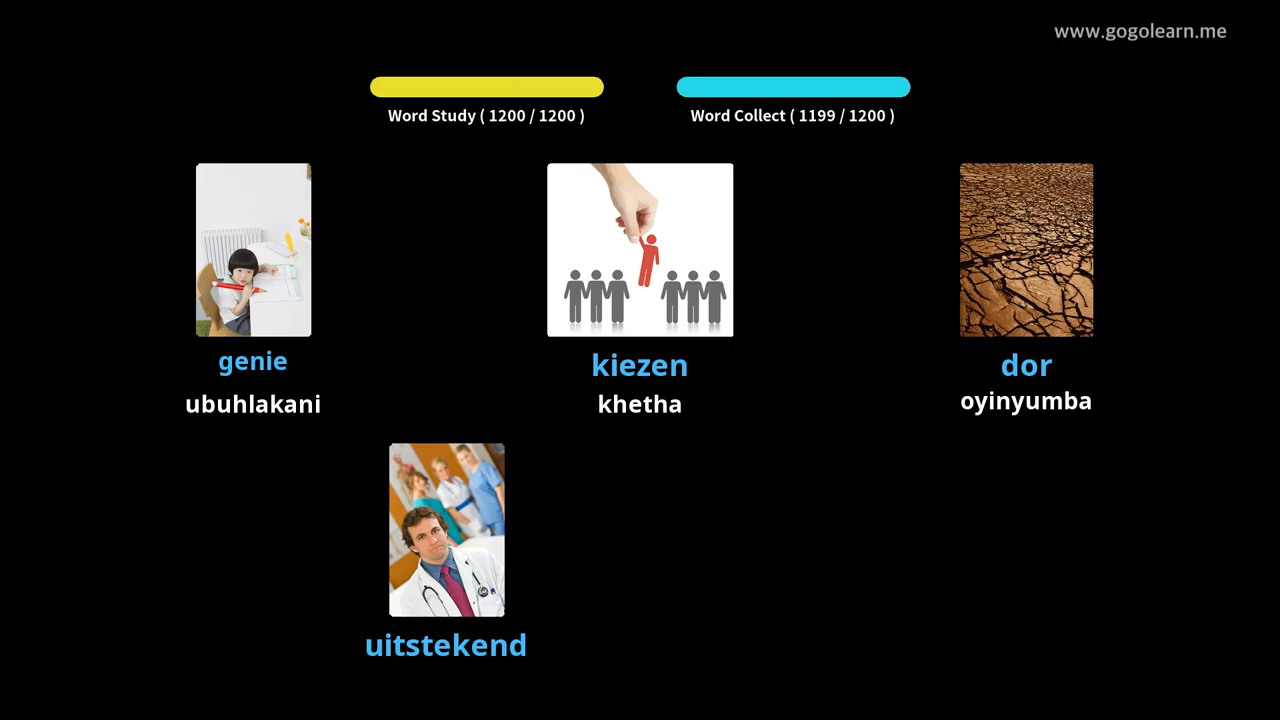 www.gogolearn.me
Word Study ( 1200 / 1200 )
Word Collect ( 1199 / 1200 )
genie
kiezen
dor
ubuhlakani
khetha
oyinyumba
uitstekend